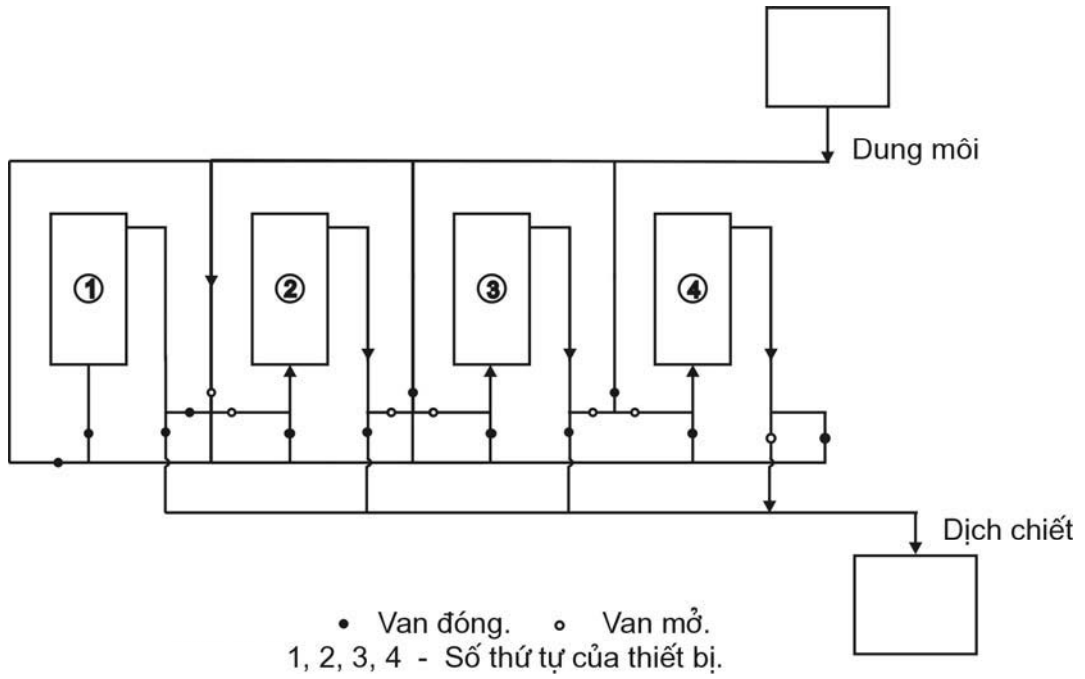 Dung môi
1
2
3
4
Dịch chiết
• Van đóng. ∘ Van mở.
1, 2, 3, 4 - Số thứ tự của thiết bị.